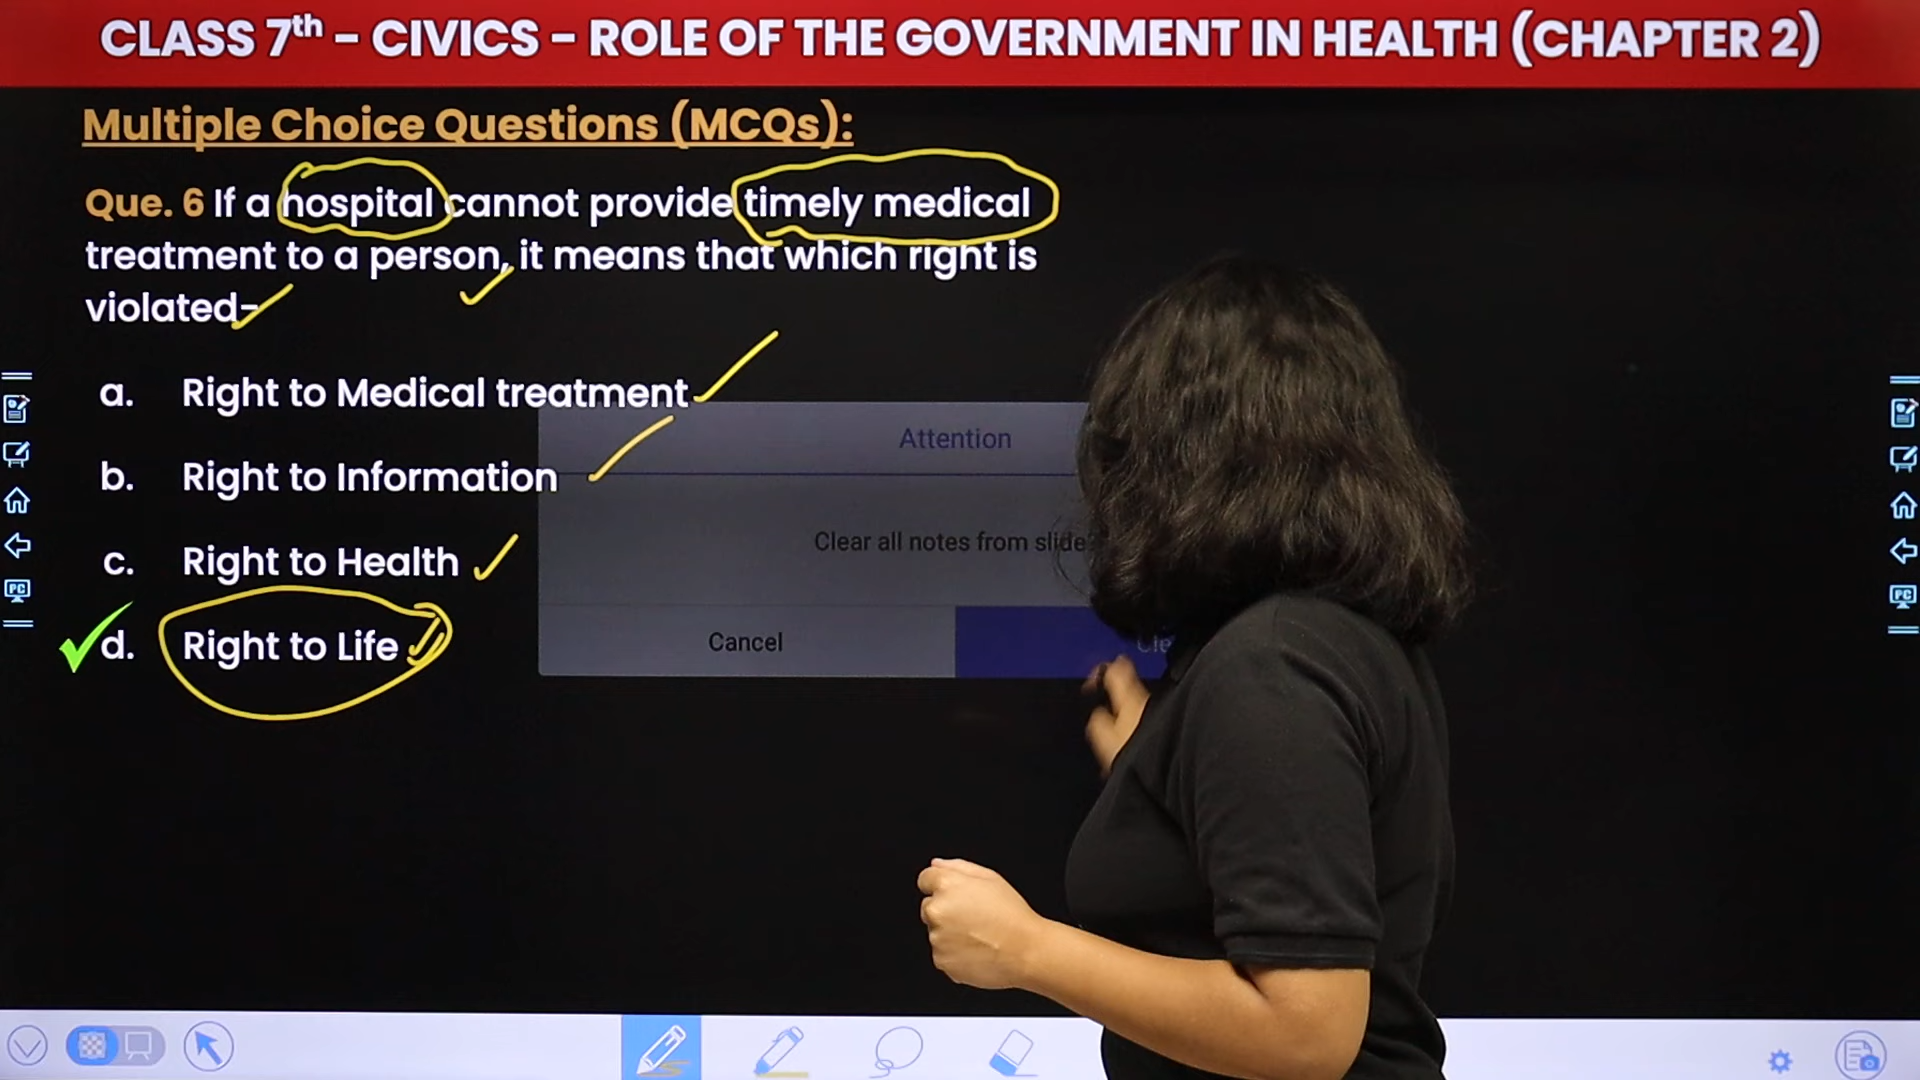 CLASS 7th - CIVICS - ROLE OF THE GOVERNMENT IN HEALTH (CHAPTER 2)
Multiple Choice Questions (MCQs):
Que. 6 If a hospital cannot provide timely medical
treatment to a person, it means that which right is
violated-
a. Right to Medical treatment
b. Right to Information
c. Right to Health
d. Right to Life
Attention
Clear all notes from slide
Cancel
PC
PC